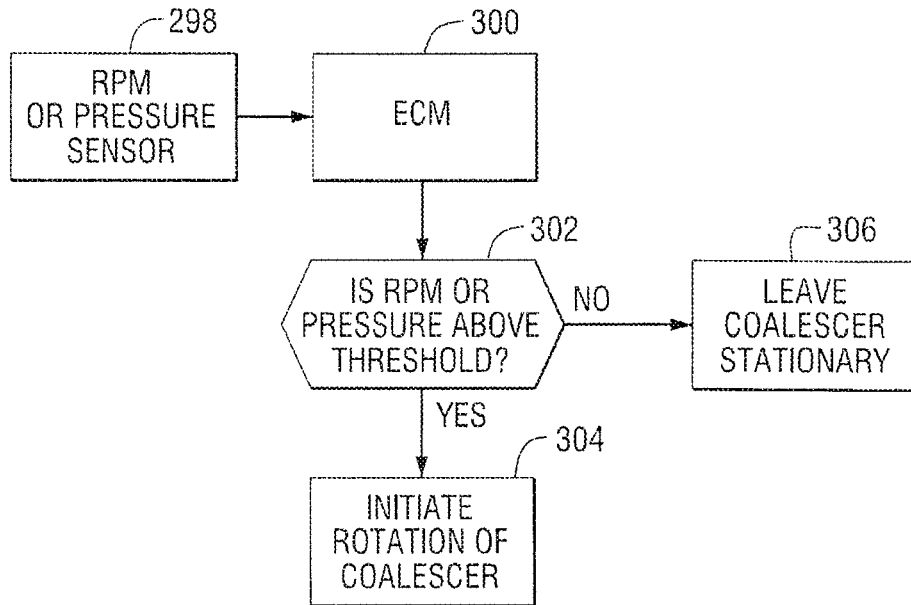 298
RPM
OR PRESSURE
SENSOR
300
ECM
302
IS RPM OR
PRESSURE ABOVE
THRESHOLD?
NO
306
LEAVE
COALESCER
STATIONARY
YES
304
INITIATE
ROTATION OF
COALESCER